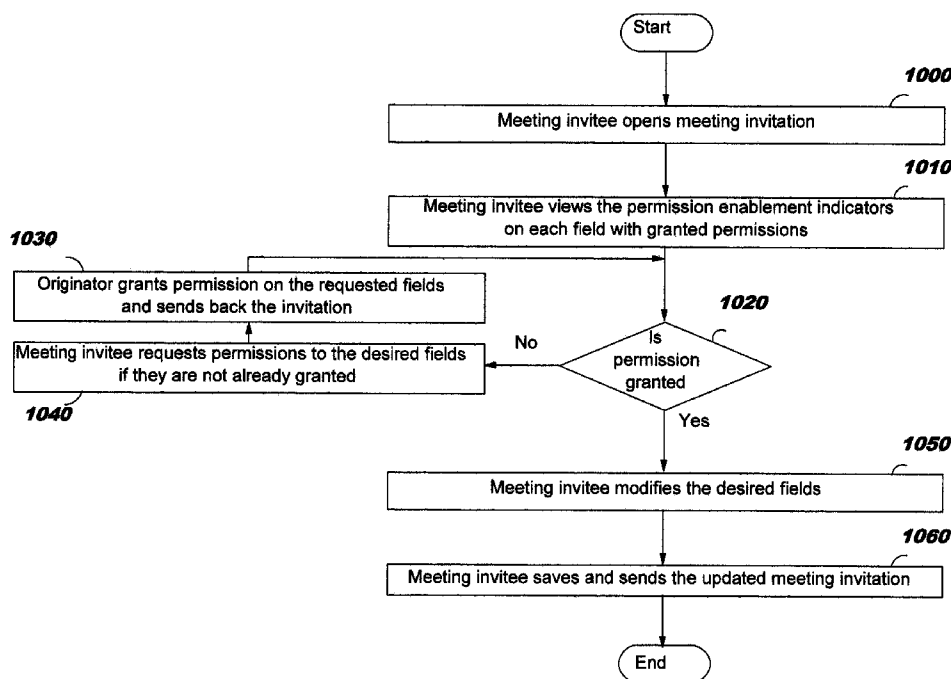 Start
1000
Meeting invitee opens meeting invitation
1010
Meeting invitee views the permission enablement indicators
on each field with granted permissions
1030
Originator grants permission on the requested fields
and sends back the invitation
1020
Is
permission
granted
No
Meeting invitee requests permissions to the desired fields
if they are not already granted
1040
Yes
1050
Meeting invitee modifies the desired fields
1060
Meeting invitee saves and sends the updated meeting invitation
End